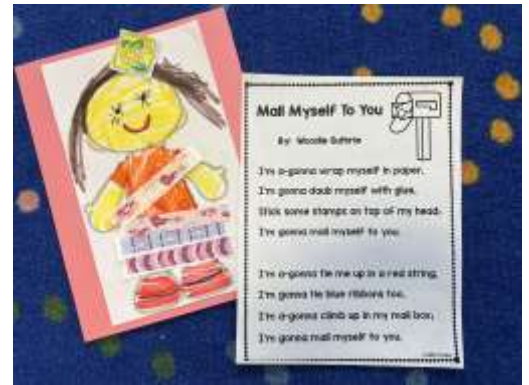 Mail Myself To You
By: Woodie Guthrie
I'm a-gonna wrap myself in paper,
I'm gonna daub myself with glue,
Stick some stamps on top of my head;
I'm gonna mail myself to you.
I'm a-gonna tie me up in a red string,
I'm gonna tie blue ribbons too,
I'm a-gonna climb up in my mail box;
I'm gonna mail myself to you.